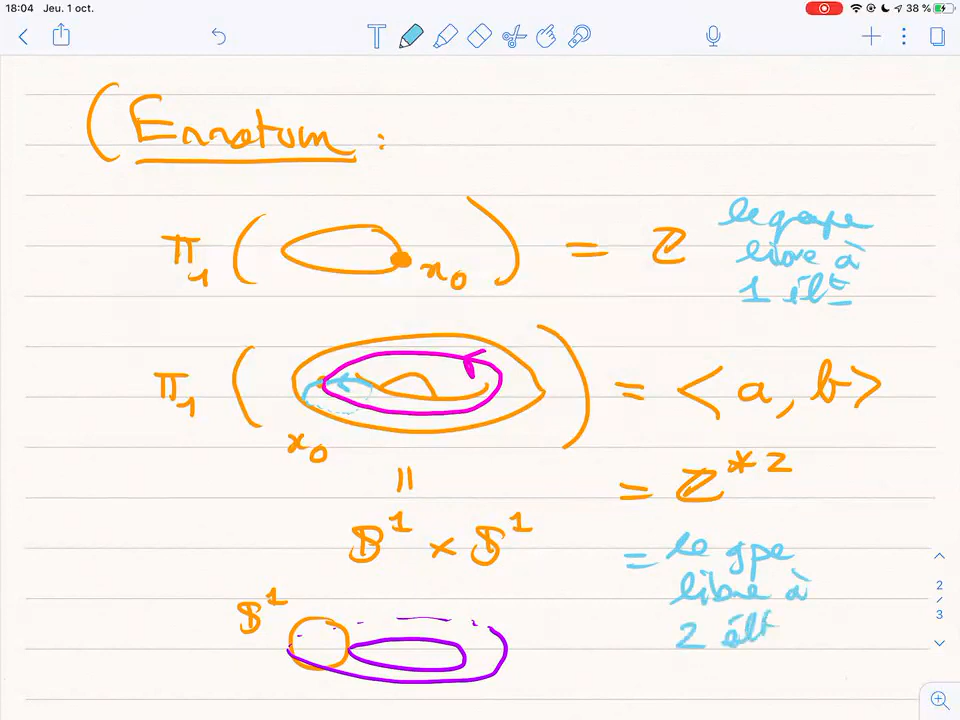 18:04 Jeu. 1 oct. 38 %
T
( Erratum :
π₁ ( x₀ ) = ℤ le groupe
libre à
1 élt
π₁ ( x₀ ) = < a, b >
= ℤ*²
= le gpe
libre à
2 élt
=
𝕊¹ × 𝕊¹
𝕊¹
2
/
3